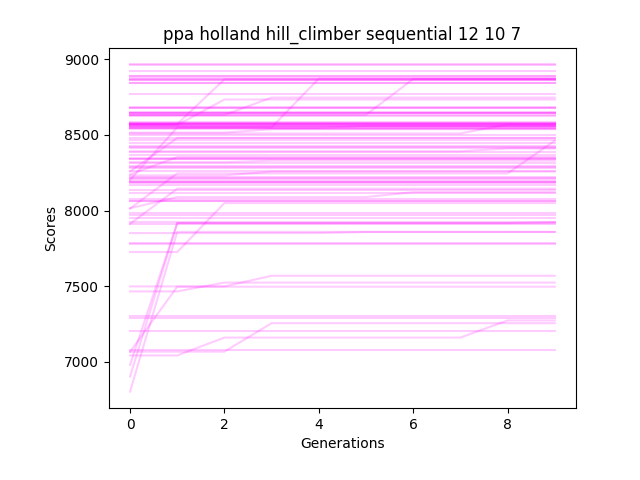 ppa holland hill_climber sequential 12 10 7
9000
8500
8000
7500
7000
Scores
0 2 4 6 8
Generations